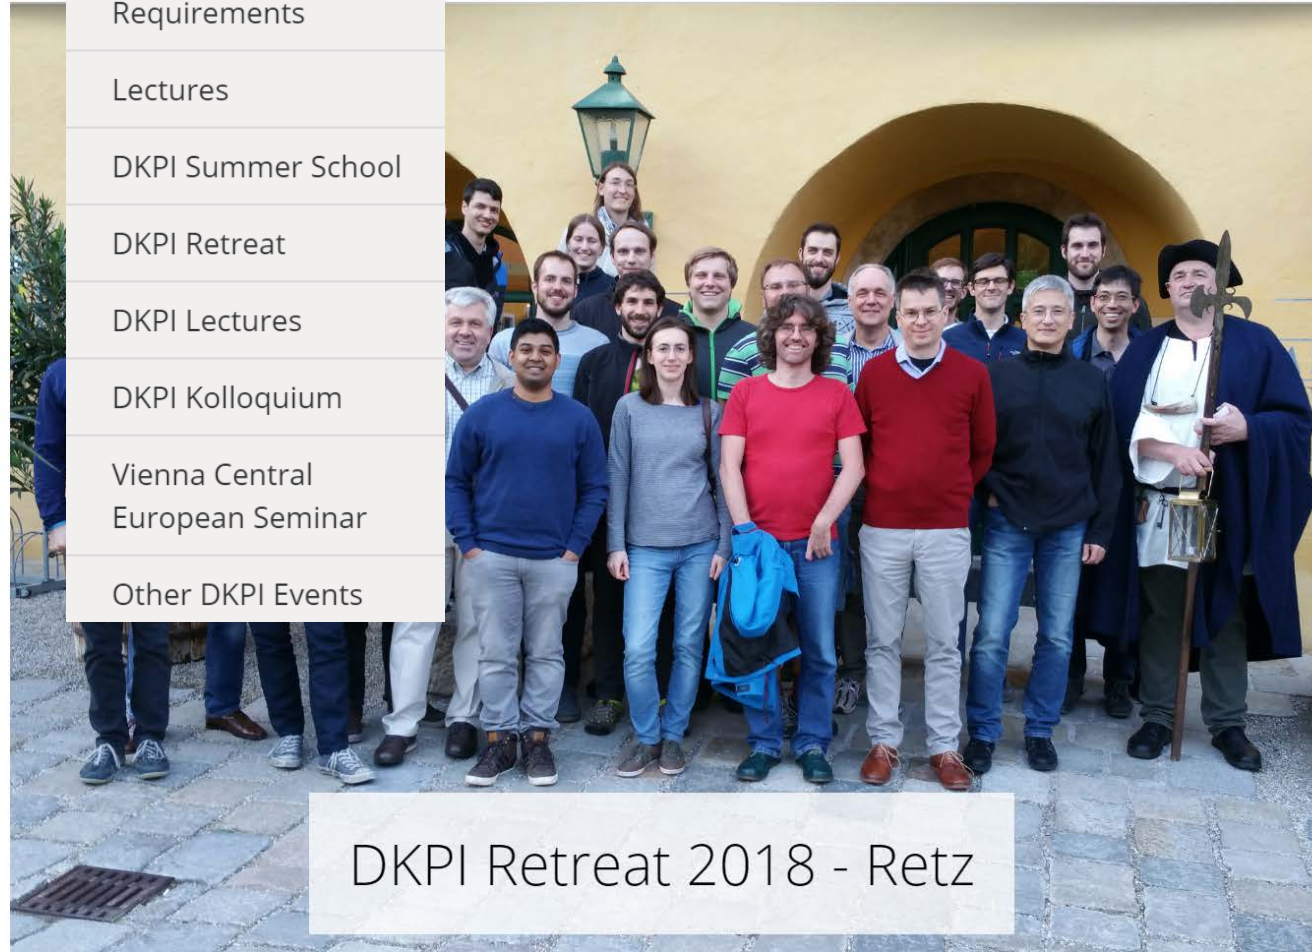 Requirements
Lectures
DKPI Summer School
DKPI Retreat
DKPI Lectures
DKPI Kolloquium
Vienna Central
European Seminar
Other DKPI Events
DKPI Retreat 2018 - Retz